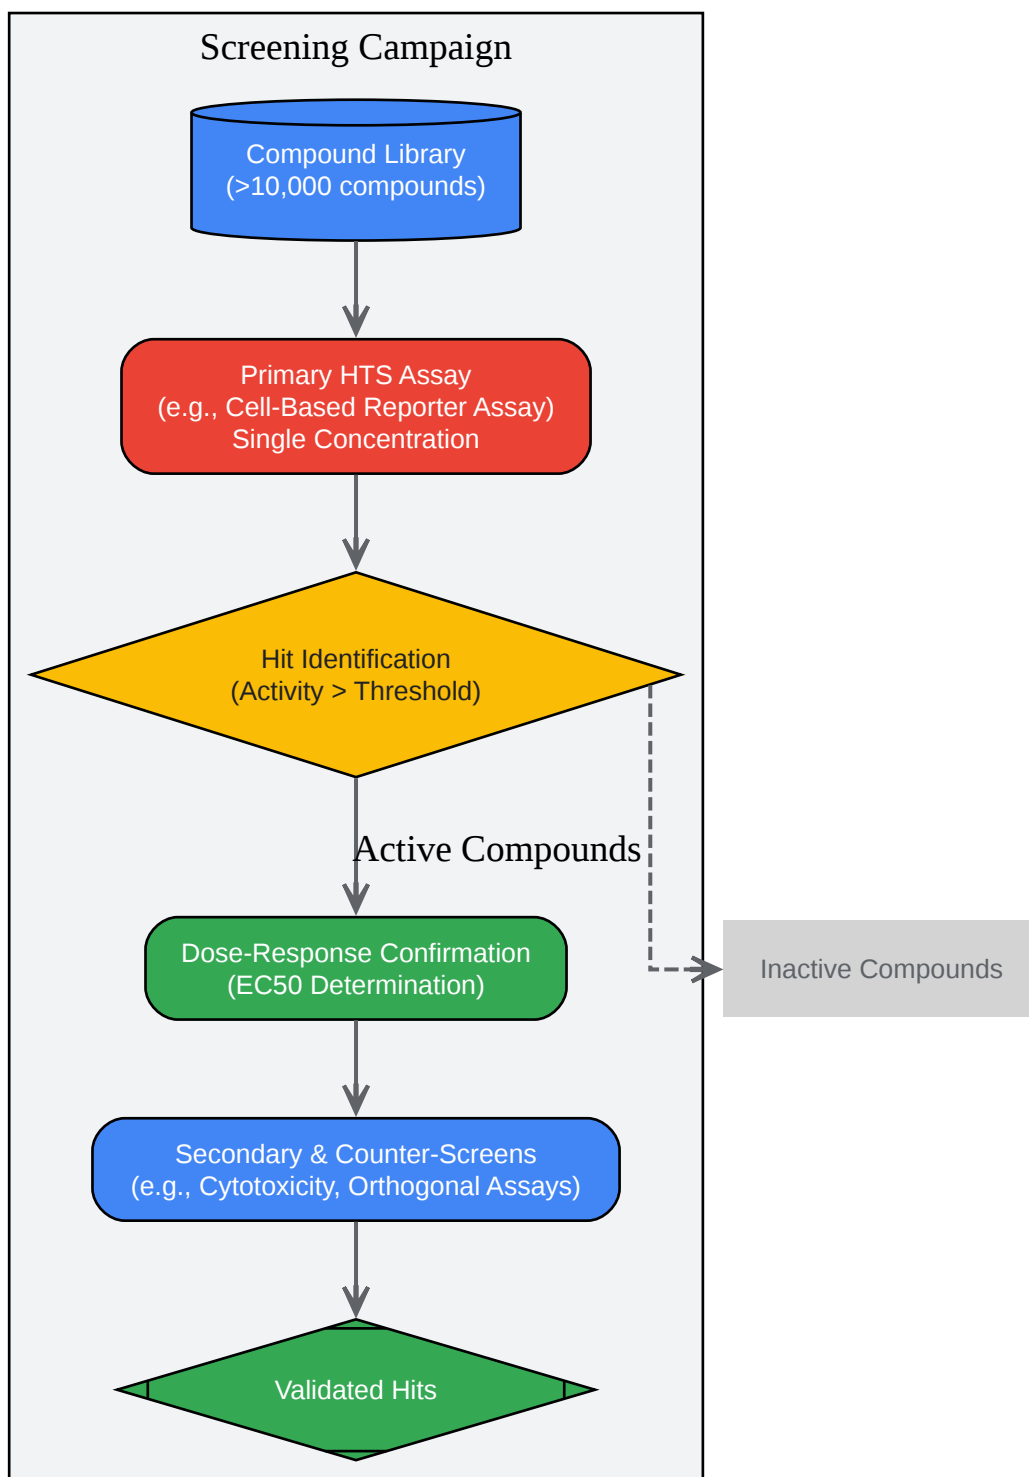 Screening Campaign
Compound Library
(>10,000 compounds)
Primary HTS Assay
(e.g., Cell-Based Reporter Assay)
Single Concentration
Hit Identification
(Activity > Threshold)
Active Compounds
Dose-Response Confirmation
(EC50 Determination)
Inactive Compounds
Secondary & Counter-Screens
(e.g., Cytotoxicity, Orthogonal Assays)
Validated Hits